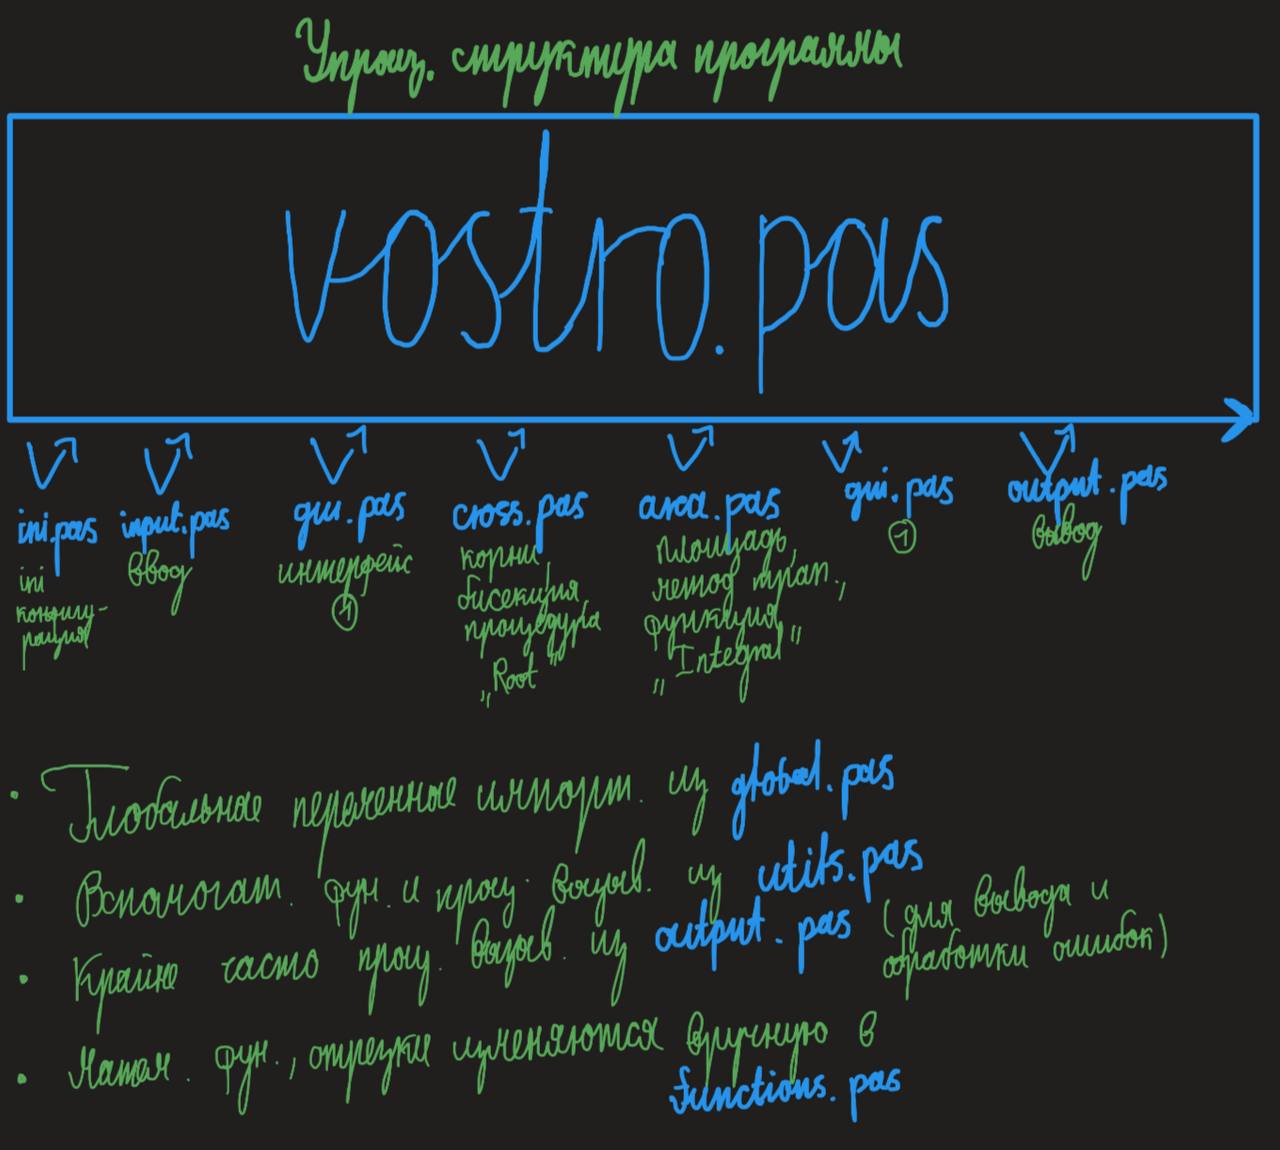 Упрощ. структура программы
vostro.pas
ini.pas input.pas gui.pas cross.pas area.pas gui.pas output.pas
ini
конфигу-
рация
ввод
интерфейс
1
корни,
бисекция,
процедура
„Root"
площадь,
метод трап.,
функция
„Integral"
1
вывод
• Глобальные переменные импорт. из global.pas
• Вспомогат. фун. и проц. вызыв. из utils.pas
• Крайне часто проц. вызыв. из output.pas (для вывода и
обработки ошибок)
• Матем. фун., отрезки изменяются вручную в
functions.pas